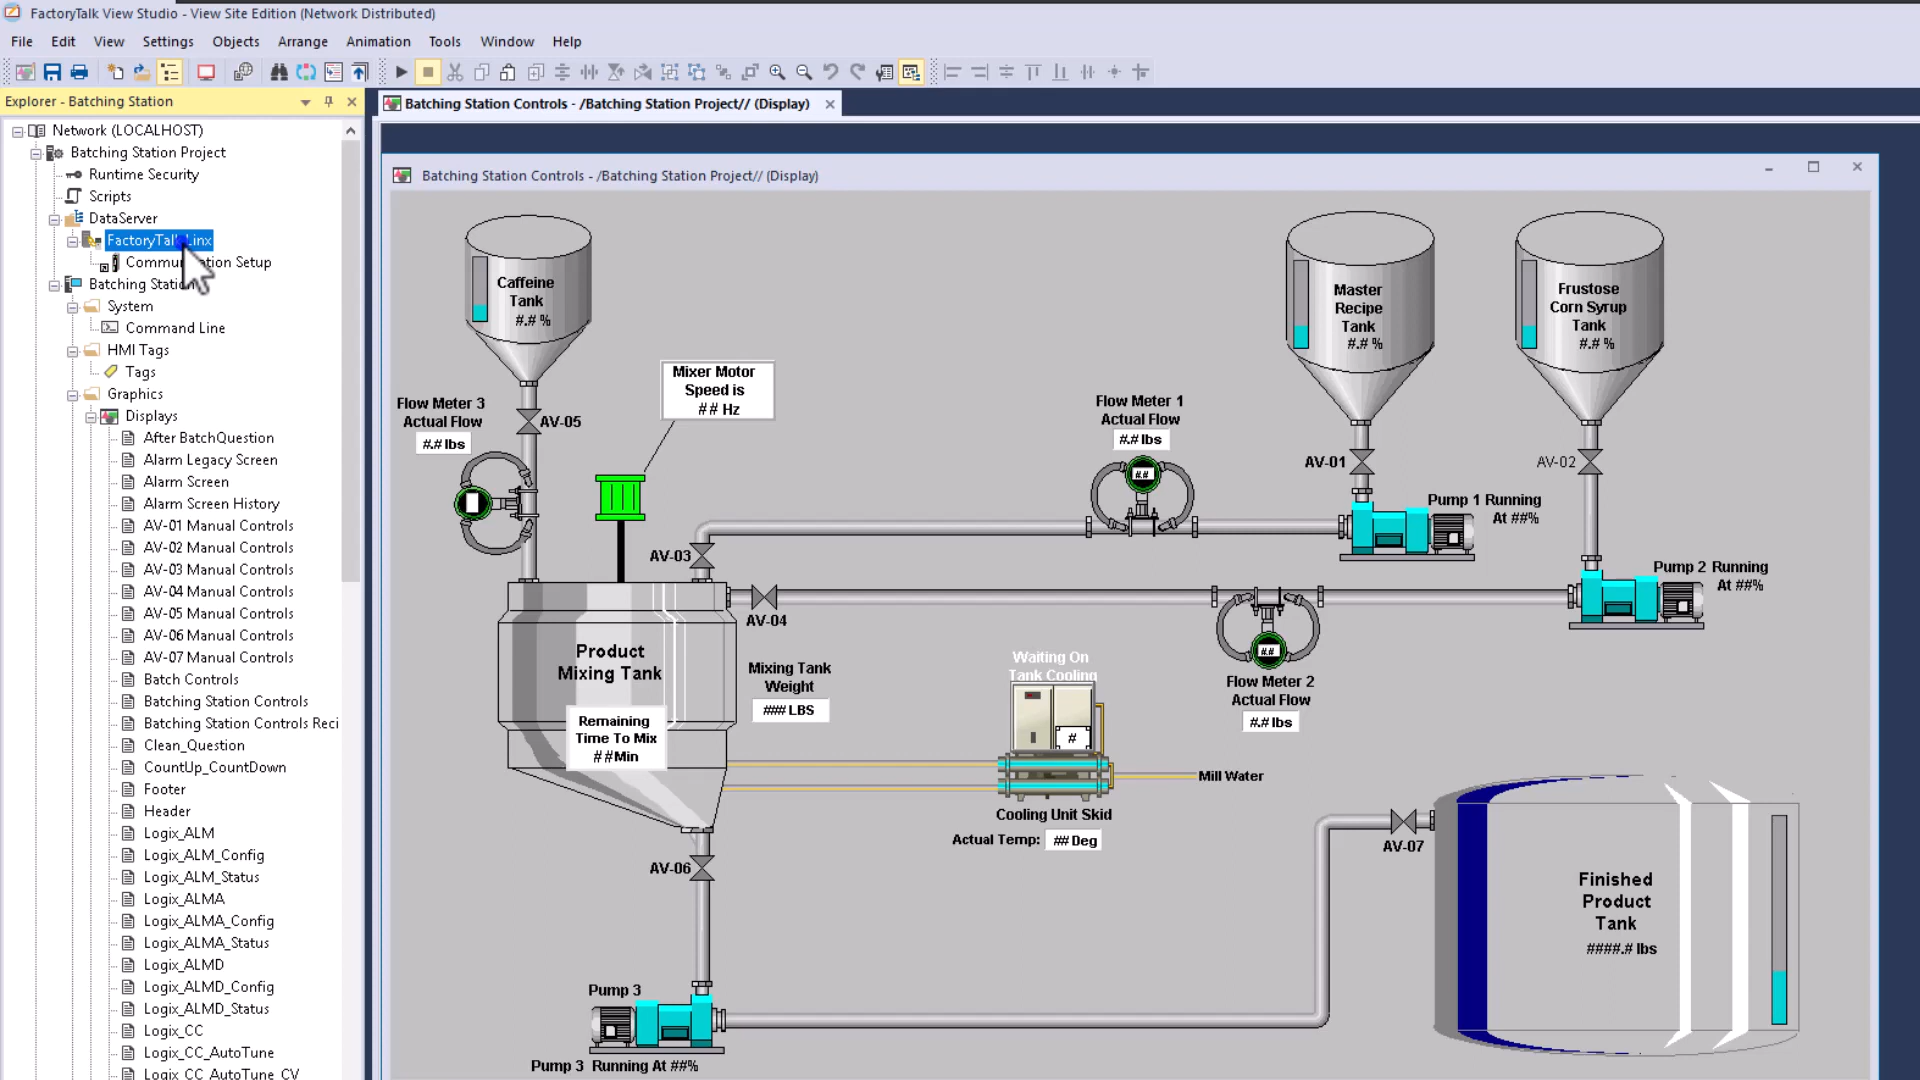 FactoryTalk View Studio - View Site Edition (Network Distributed)
File Edit View Settings Objects Arrange Animation Tools Window Help
Explorer - Batching Station
Batching Station Controls - /Batching Station Project// (Display)
Network (LOCALHOST)
Batching Station Project
Runtime Security
Scripts
DataServer
FactoryTalk Linx
Communication Setup
Batching Station
System
Command Line
HMI Tags
Tags
Graphics
Displays
After BatchQuestion
Alarm Legacy Screen
Alarm Screen
Alarm Screen History
AV-01 Manual Controls
AV-02 Manual Controls
AV-03 Manual Controls
AV-04 Manual Controls
AV-05 Manual Controls
AV-06 Manual Controls
AV-07 Manual Controls
Batch Controls
Batching Station Controls
Batching Station Controls Reci
Clean_Question
CountUp_CountDown
Footer
Header
Logix_ALM
Logix_ALM_Config
Logix_ALM_Status
Logix_ALMA
Logix_ALMA_Config
Logix_ALMA_Status
Logix_ALMD
Logix_ALMD_Config
Logix_ALMD_Status
Logix_CC
Logix_CC_AutoTune
Logix_CC_AutoTune_CV
Batching Station Controls - /Batching Station Project// (Display)
Caffeine
Tank
#.# %
Master
Recipe
Tank
#.# %
Frustose
Corn Syrup
Tank
#.# %
Mixer Motor
Speed is
## Hz
Flow Meter 3
Actual Flow
#.# lbs
AV-05
Flow Meter 1
Actual Flow
#.# lbs
##
AV-01
AV-02
Pump 1 Running
At ##%
AV-03
Pump 2 Running
At ##%
AV-04
Product
Mixing Tank
Mixing Tank
Weight
### LBS
Remaining
Time To Mix
##Min
Waiting On
Tank Cooling
#
##
Flow Meter 2
Actual Flow
#.# lbs
Mill Water
Cooling Unit Skid
Actual Temp: ## Deg
AV-06
AV-07
Finished
Product
Tank
####.# lbs
Pump 3
Pump 3 Running At ##%